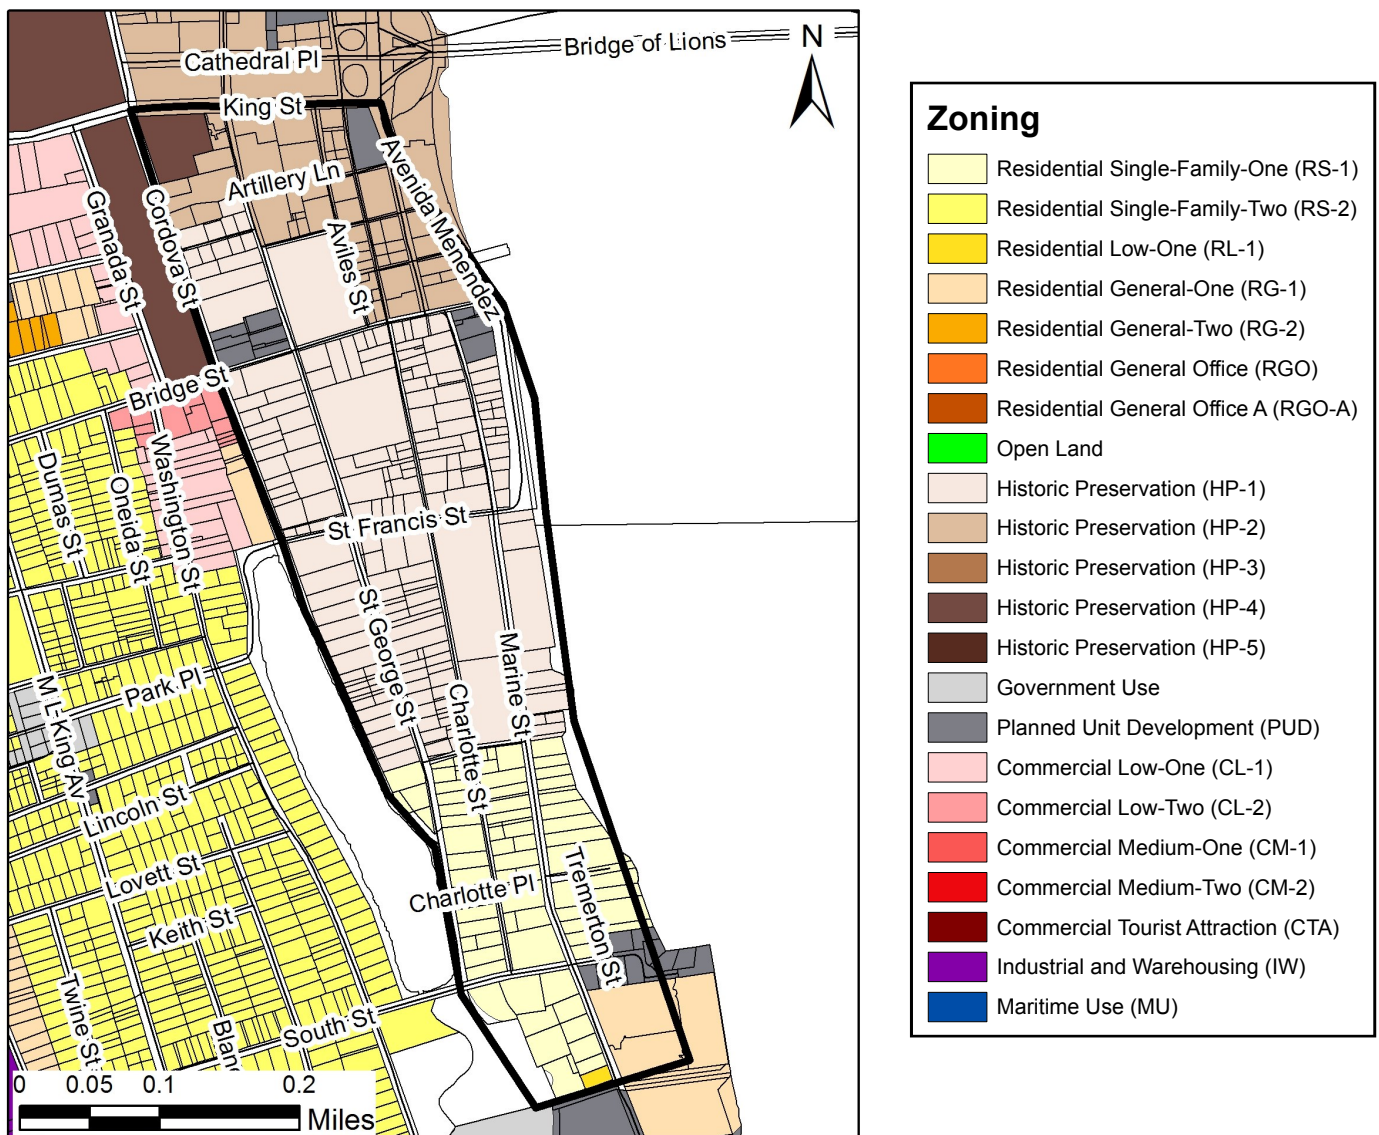 Bridge of Lions
N
Cathedral Pl
King St
Artillery Ln
Avenida Menendez
Granada St
Cordova St
Aviles St
Bridge St
Dumas St
Oneida St
Washington St
St Francis St
St George St
Marine St
Charlotte St
Park Pl
M L King Av
Lincoln St
Lovett St
Keith St
Charlotte Pl
Tremerton St
Twine St
Blan
South St
0 0.05 0.1 0.2
Miles
Zoning
Residential Single-Family-One (RS-1)
Residential Single-Family-Two (RS-2)
Residential Low-One (RL-1)
Residential General-One (RG-1)
Residential General-Two (RG-2)
Residential General Office (RGO)
Residential General Office A (RGO-A)
Open Land
Historic Preservation (HP-1)
Historic Preservation (HP-2)
Historic Preservation (HP-3)
Historic Preservation (HP-4)
Historic Preservation (HP-5)
Government Use
Planned Unit Development (PUD)
Commercial Low-One (CL-1)
Commercial Low-Two (CL-2)
Commercial Medium-One (CM-1)
Commercial Medium-Two (CM-2)
Commercial Tourist Attraction (CTA)
Industrial and Warehousing (IW)
Maritime Use (MU)